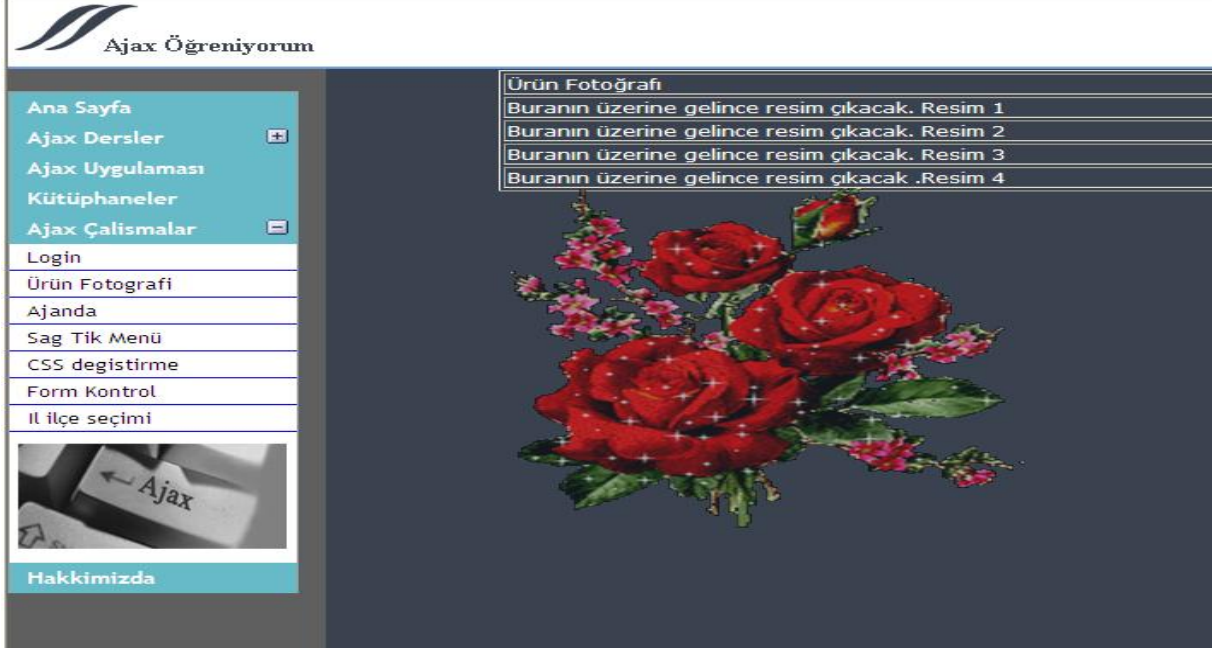 Ajax Öğreniyorum
Ana Sayfa
Ajax Dersler
Ajax Uygulaması
Kütüphaneler
Ajax Çalismalar
Login
Ürün Fotografi
Ajanda
Sag Tik Menü
CSS degistirme
Form Kontrol
Il ilçe seçimi
Ajax
Hakkimizda
Ürün Fotoğrafı
Buranın üzerine gelince resim çıkacak. Resim 1
Buranın üzerine gelince resim çıkacak. Resim 2
Buranın üzerine gelince resim çıkacak. Resim 3
Buranın üzerine gelince resim çıkacak .Resim 4